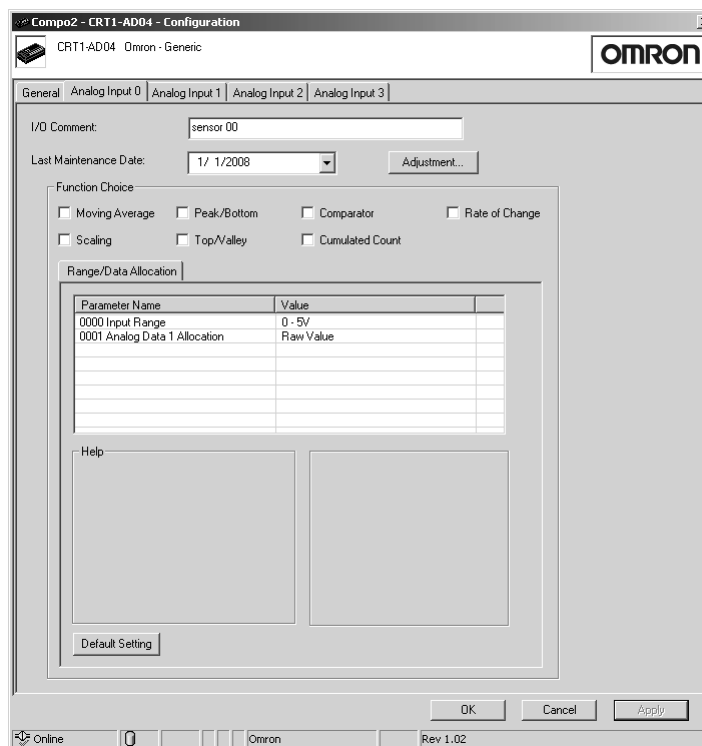 Compo2 - CRT1-AD04 - Configuration
CRT1-AD04 Omron - Generic
OMRON
General Analog Input 0 Analog Input 1 Analog Input 2 Analog Input 3
I/O Comment: sensor 00
Last Maintenance Date: 1/ 1/2008 Adjustment...
Function Choice
Moving Average Peak/Bottom Comparator Rate of Change
Scaling Top/Valley Cumulated Count
Range/Data Allocation
Parameter Name Value
0000 Input Range 0 - 5V
0001 Analog Data 1 Allocation Raw Value
Help
Default Setting
OK Cancel Apply
Online Omron Rev 1.02